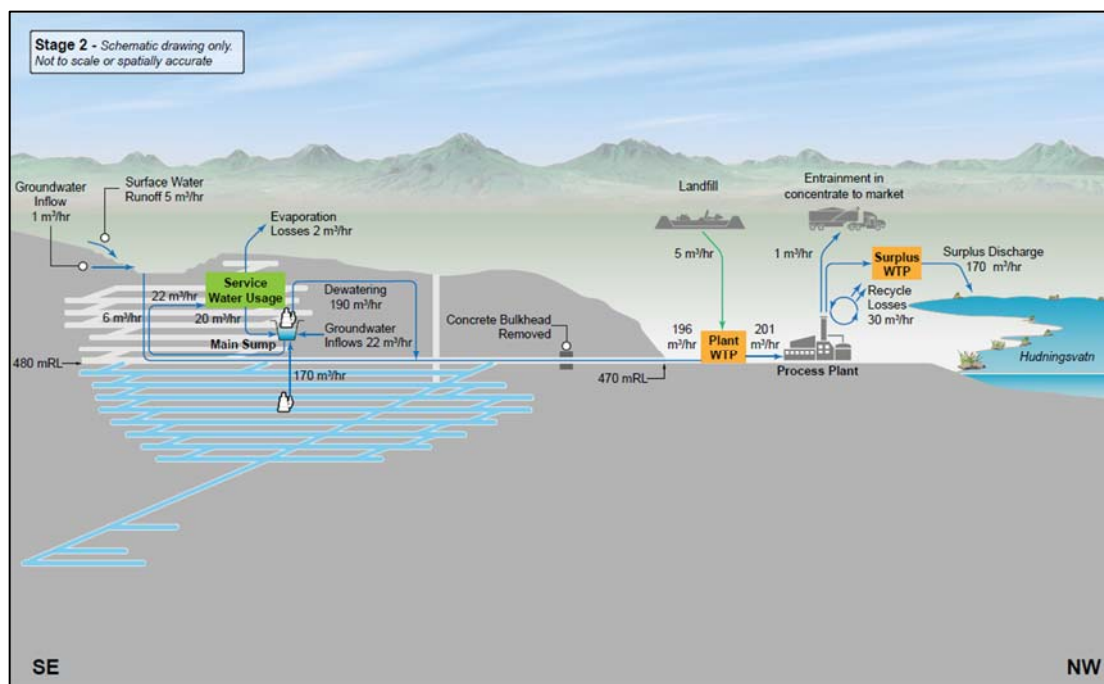 Stage 2 - Schematic drawing only.
Not to scale or spatially accurate
Groundwater
Inflow
1 m³/hr
Surface Water
Runoff 5 m³/hr
Evaporation
Losses 2 m³/hr
Landfill
5 m³/hr
Entrainment in
concentrate to market
1 m³/hr
Surplus
WTP
Surplus Discharge
170 m³/hr
Service
Water Usage
22 m³/hr
6 m³/hr
20 m³/hr
Dewatering
190 m³/hr
Main Sump
Groundwater
Inflows 22 m³/hr
Concrete Bulkhead
Removed
196
m³/hr
Plant
WTP
201
m³/hr
Recycle
Losses
30 m³/hr
Process Plant
Hudningsvatn
480 mRL
170 m³/hr
470 mRL
SE
NW